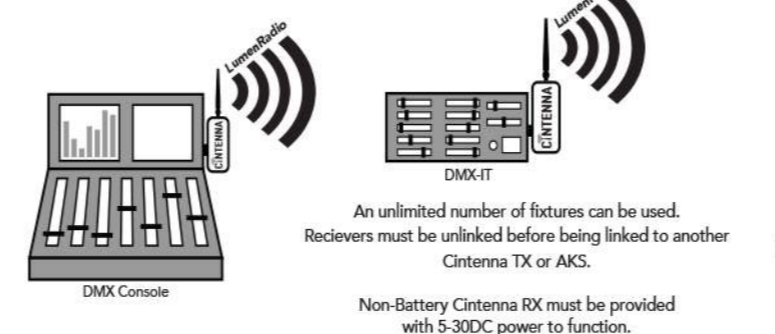 LumenRadio
LumenRadio
CINTENNA
CINTENNA
DMX-IT
DMX Console
An unlimited number of fixtures can be used.
Recievers must be unlinked before being linked to another
Cintenna TX or AKS.
Non-Battery Cintenna RX must be provided
with 5-30DC power to function.